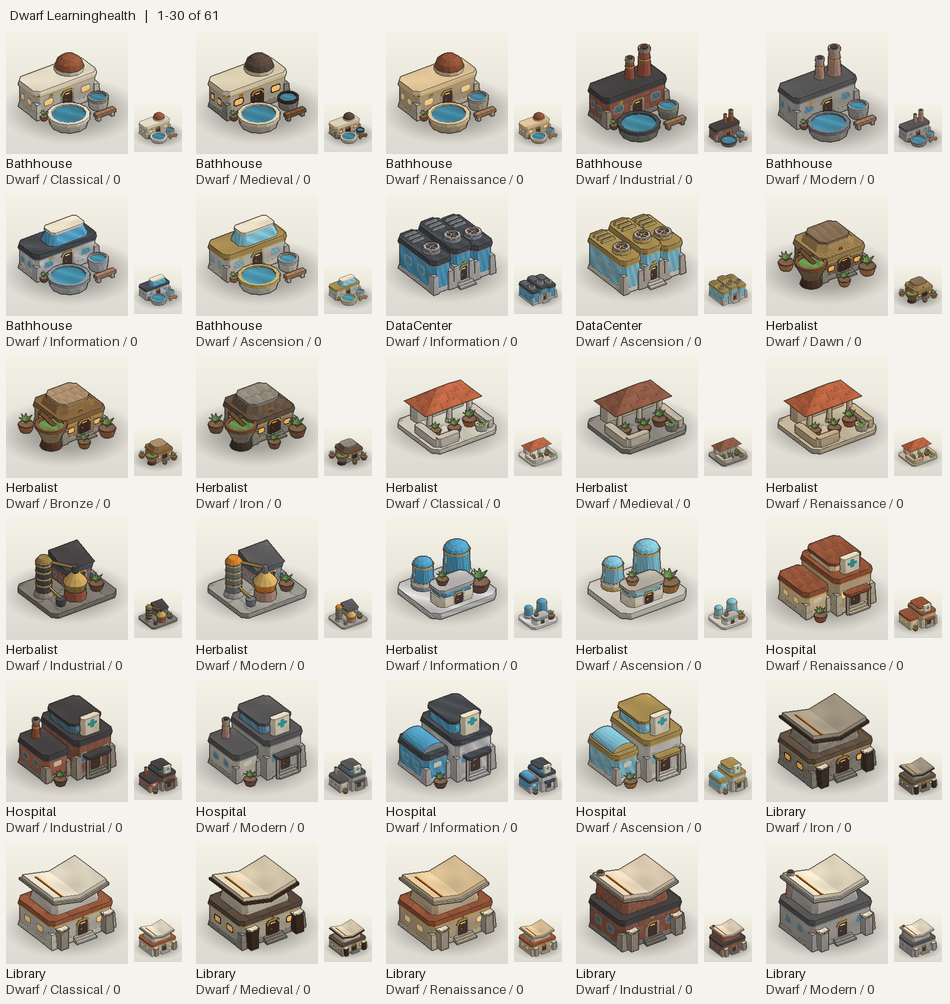 Dwarf Learninghealth | 1-30 of 61
Bathhouse
Dwarf / Classical / 0
Bathhouse
Dwarf / Medieval / 0
Bathhouse
Dwarf / Renaissance / 0
Bathhouse
Dwarf / Industrial / 0
Bathhouse
Dwarf / Modern / 0
Bathhouse
Dwarf / Information / 0
Bathhouse
Dwarf / Ascension / 0
DataCenter
Dwarf / Information / 0
DataCenter
Dwarf / Ascension / 0
Herbalist
Dwarf / Dawn / 0
Herbalist
Dwarf / Bronze / 0
Herbalist
Dwarf / Iron / 0
Herbalist
Dwarf / Classical / 0
Herbalist
Dwarf / Medieval / 0
Herbalist
Dwarf / Renaissance / 0
Herbalist
Dwarf / Industrial / 0
Herbalist
Dwarf / Modern / 0
Herbalist
Dwarf / Information / 0
Herbalist
Dwarf / Ascension / 0
Hospital
Dwarf / Renaissance / 0
Hospital
Dwarf / Industrial / 0
Hospital
Dwarf / Modern / 0
Hospital
Dwarf / Information / 0
Hospital
Dwarf / Ascension / 0
Library
Dwarf / Iron / 0
Library
Dwarf / Classical / 0
Library
Dwarf / Medieval / 0
Library
Dwarf / Renaissance / 0
Library
Dwarf / Industrial / 0
Library
Dwarf / Modern / 0